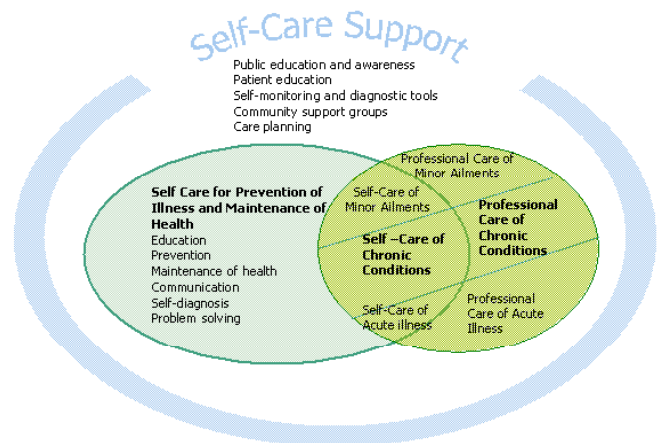 Self-Care Support
Public education and awareness
Patient education
Self-monitoring and diagnostic tools
Community support groups
Care planning
Self Care for Prevention of
Illness and Maintenance of
Health
Education
Prevention
Maintenance of health
Communication
Self-diagnosis
Problem solving
Self-Care of
Minor Ailments
Self –Care of
Chronic
Conditions
Self-Care of
Acute illness
Professional Care of
Minor Ailments
Professional
Care of
Chronic
Conditions
Professional
Care of Acute
Illness